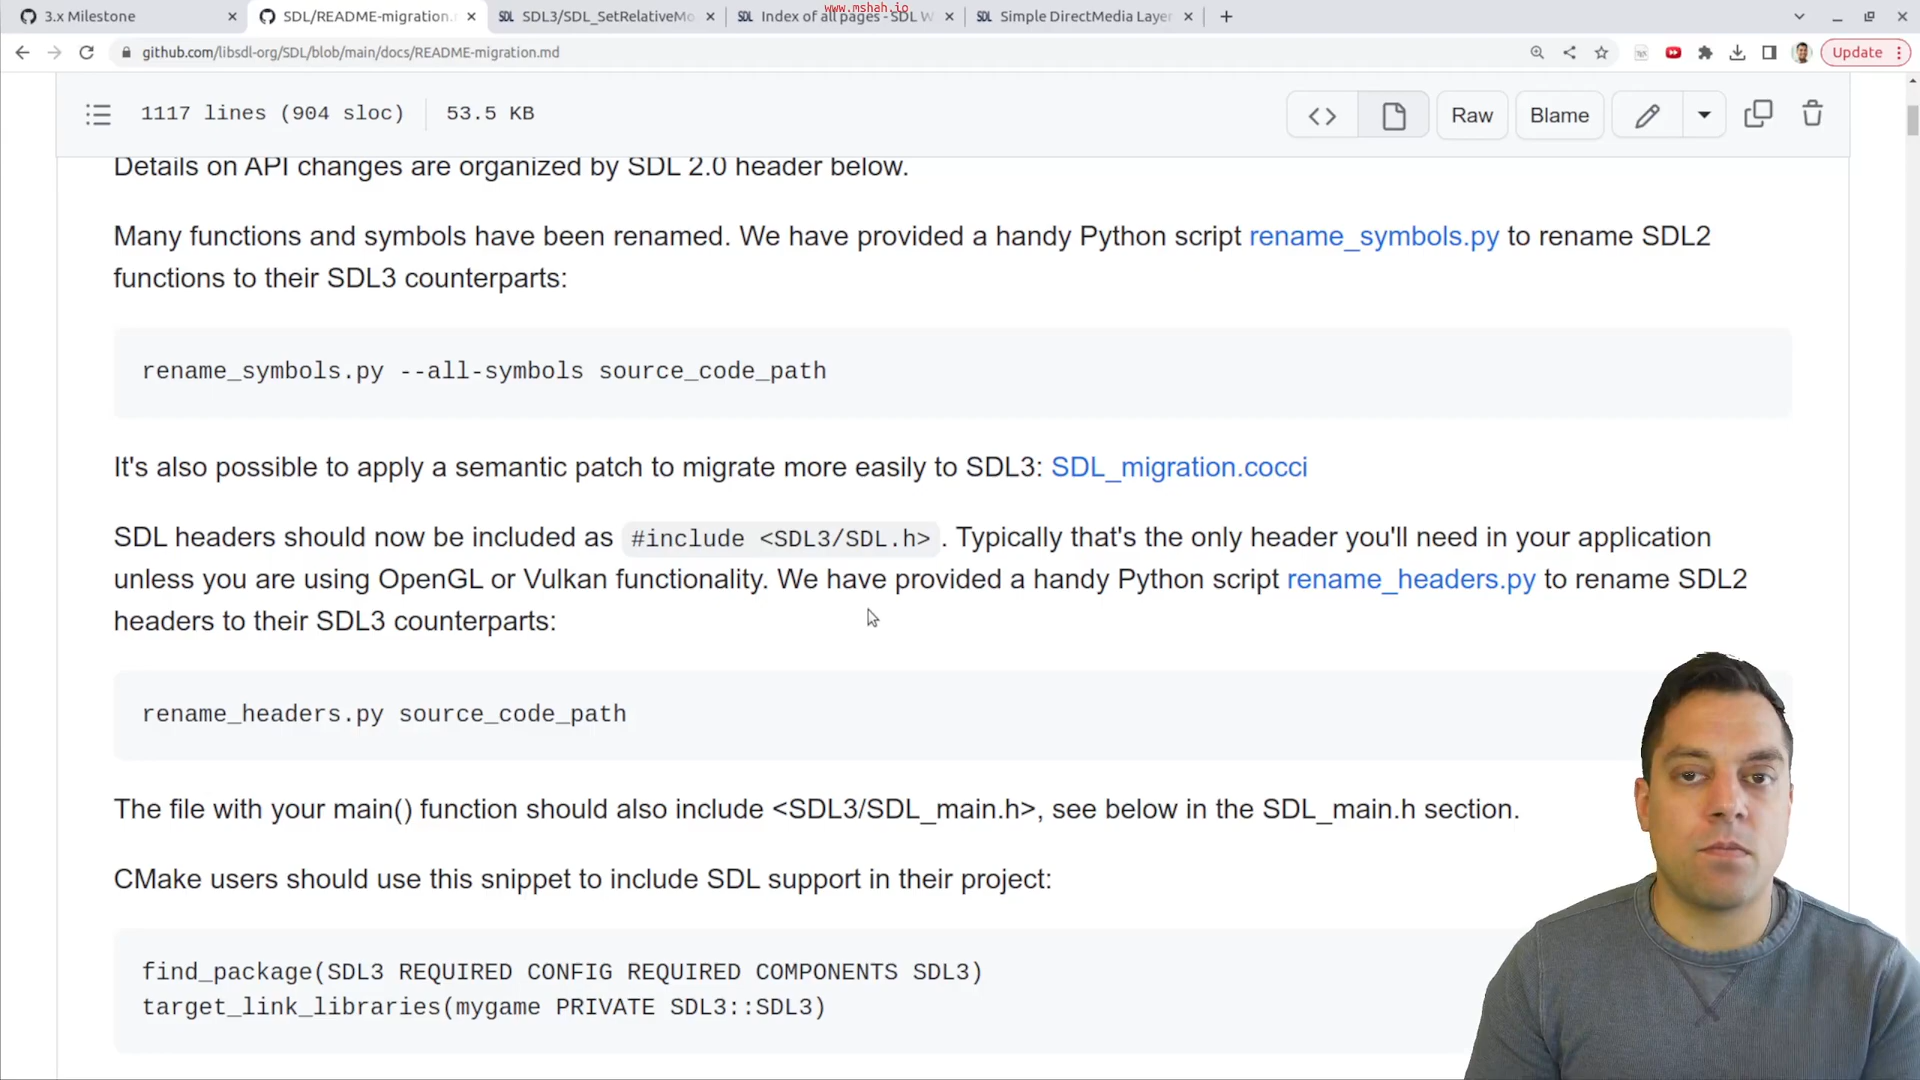 www.mshah.io
3.x Milestone
SDL/README-migration.
SDL3/SDL_SetRelativeMo
Index of all pages - SDL W
Simple DirectMedia Layer
github.com/libsdl-org/SDL/blob/main/docs/README-migration.md
Update
1117 lines (904 sloc)
53.5 KB
Raw
Blame
Details on API changes are organized by SDL 2.0 header below.
Many functions and symbols have been renamed. We have provided a handy Python script rename_symbols.py to rename SDL2
functions to their SDL3 counterparts:
rename_symbols.py --all-symbols source_code_path
It's also possible to apply a semantic patch to migrate more easily to SDL3: SDL_migration.cocci
SDL headers should now be included as #include <SDL3/SDL.h> . Typically that's the only header you'll need in your application
unless you are using OpenGL or Vulkan functionality. We have provided a handy Python script rename_headers.py to rename SDL2
headers to their SDL3 counterparts:
rename_headers.py source_code_path
The file with your main() function should also include <SDL3/SDL_main.h>, see below in the SDL_main.h section.
CMake users should use this snippet to include SDL support in their project:
find_package(SDL3 REQUIRED CONFIG REQUIRED COMPONENTS SDL3)
target_link_libraries(mygame PRIVATE SDL3::SDL3)